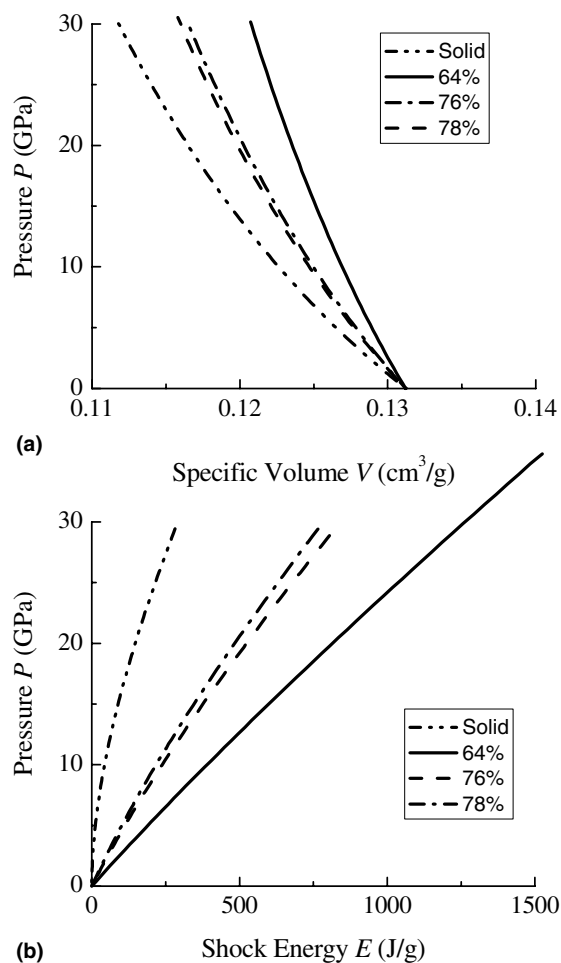 30
20
10
0
Pressure P (GPa)
Solid
64%
76%
78%
0.11 0.12 0.13 0.14
(a)
Specific Volume V (cm³/g)
30
20
10
0
Pressure P (GPa)
Solid
64%
76%
78%
0 500 1000 1500
(b)
Shock Energy E (J/g)